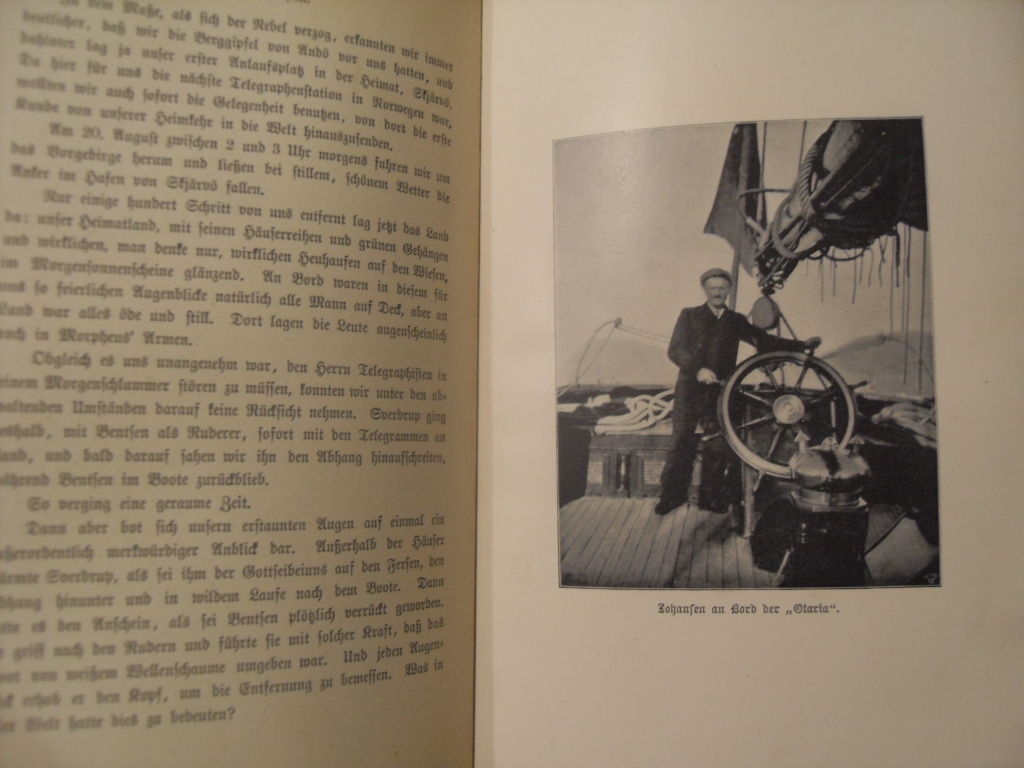 In dem Maße, als sich der Nebel verzog, erkannten wir immer
deutlicher, daß wir die Berggipfel von Andö vor uns hatten, und
dahinter lag ja unser erster Anlaufsplatz in der Heimat, Skjärvö.
Da hier für uns die nächste Telegraphenstation in Norwegen war,
wollten wir auch sofort die Gelegenheit benutzen, von dort die erste
Kunde von unserer Heimkehr in die Welt hinauszusenden.
Am 20. August zwischen 2 und 3 Uhr morgens fuhren wir um
das Vorgebirge herum und ließen bei stillem, schönem Wetter die
Anker im Hafen von Skjärvö fallen.
Nur einige hundert Schritt von uns entfernt lag jetzt das Land
da: unser Heimatland, mit seinen Häuserreihen und grünen Gehängen
und wirklichen, man denke nur, wirklichen Heuhaufen auf den Wiesen,
im Morgensonnenscheine glänzend. An Bord waren in diesem für
uns so feierlichen Augenblicke natürlich alle Mann auf Deck, aber an
Land war alles öde und still. Dort lagen die Leute augenscheinlich
noch in Morpheus' Armen.
Obgleich es uns unangenehm war, den Herrn Telegraphisten in
seinem Morgenschlummer stören zu müssen, konnten wir unter den ob-
waltenden Umständen darauf keine Rücksicht nehmen. Sverdrup ging
deshalb, mit Bentsen als Ruderer, sofort mit den Telegrammen an
Land, und bald darauf sahen wir ihn den Abhang hinaufschreiten,
während Bentsen im Boote zurückblieb.
So verging eine geraume Zeit.
Dann aber bot sich unsern erstaunten Augen auf einmal ein
außerordentlich merkwürdiger Anblick dar. Außerhalb der Häuser
stürmte Sverdrup, als sei ihm der Gottseibeiuns auf den Fersen, den
Abhang hinunter und in wildem Laufe nach dem Boote. Dann
hatte es den Anschein, als sei Bentsen plötzlich verrückt geworden.
Er griff nach den Rudern und führte sie mit solcher Kraft, daß das
Boot von weißem Wellenschaume umgeben war. Und jeden Augen-
blick erhob er den Kopf, um die Entfernung zu bemessen. Was in
der Welt hatte dies zu bedeuten?
Johansen an Bord der „Otaria".